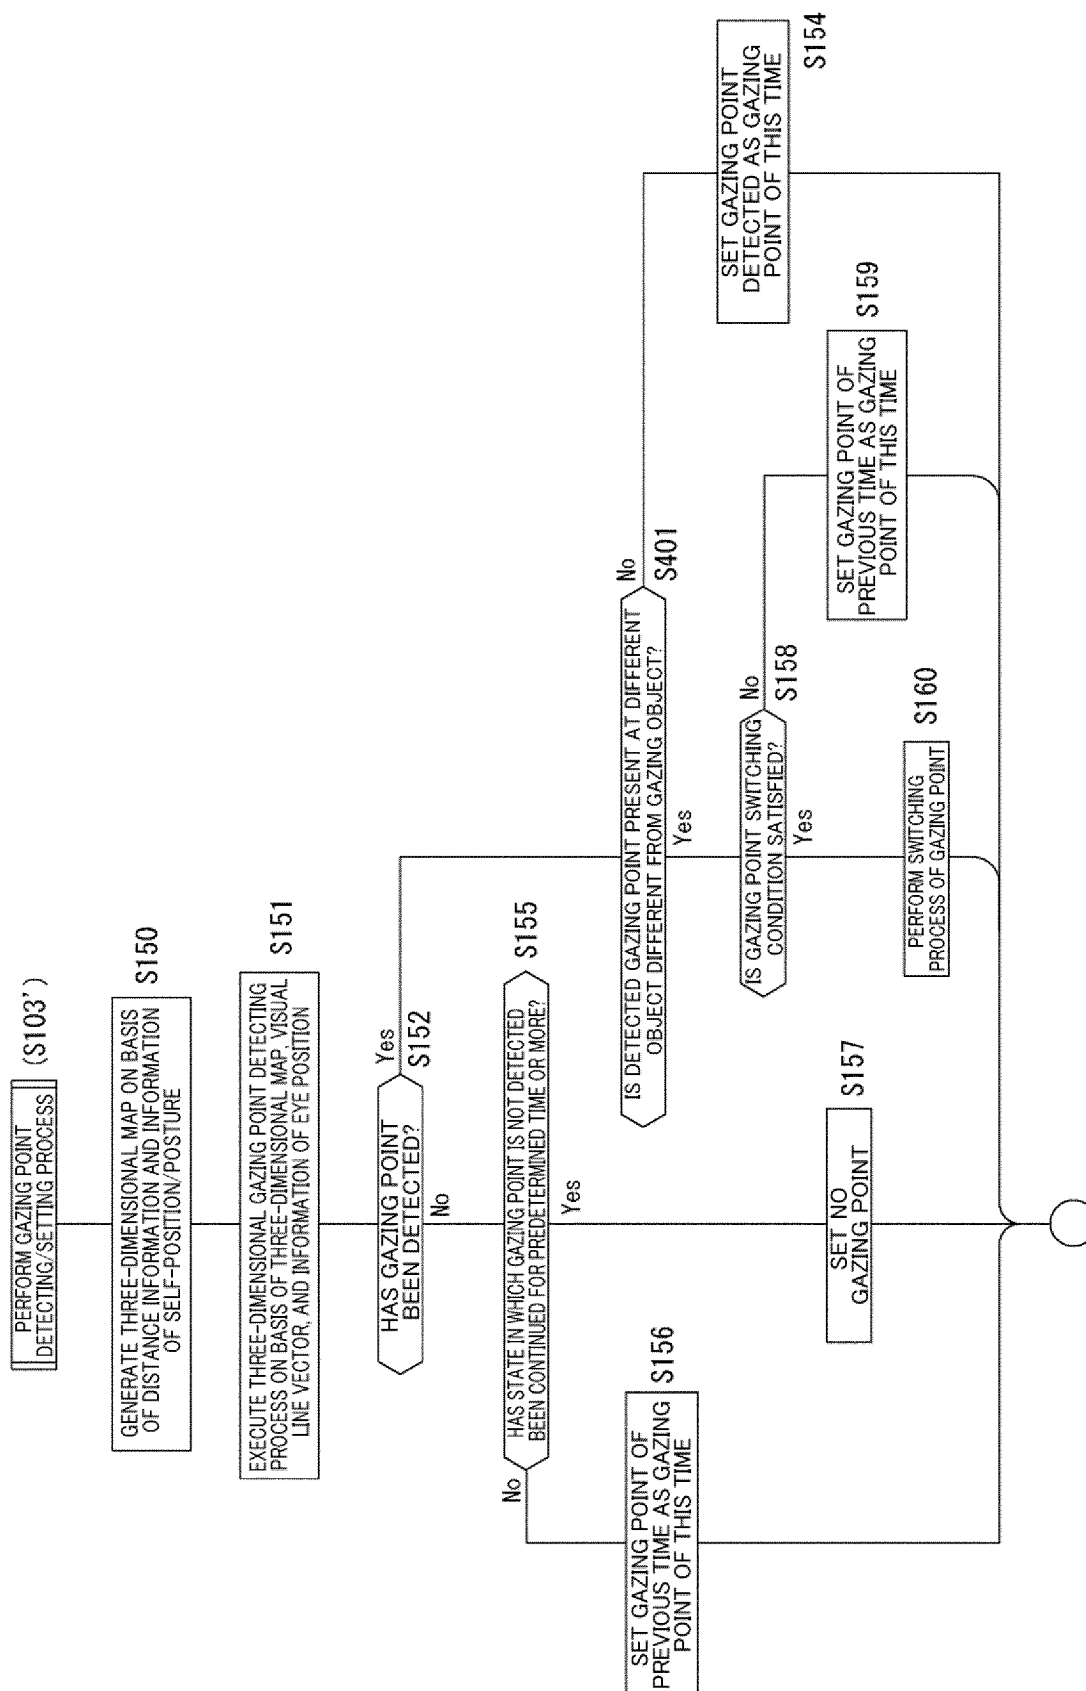 PERFORM GAZING POINT
DETECTING/SETTING PROCESS
(S103')
GENERATE THREE-DIMENSIONAL MAP ON BASIS
OF DISTANCE INFORMATION AND INFORMATION
OF SELF-POSITION/POSTURE
S150
EXECUTE THREE-DIMENSIONAL GAZING POINT DETECTING
PROCESS ON BASIS OF THREE-DIMENSIONAL MAP, VISUAL
LINE VECTOR, AND INFORMATION OF EYE POSITION
S151
HAS GAZING POINT
BEEN DETECTED?
Yes
S152
No
HAS STATE IN WHICH GAZING POINT IS NOT DETECTED
BEEN CONTINUED FOR PREDETERMINED TIME OR MORE?
S155
No
Yes
SET GAZING POINT OF
PREVIOUS TIME AS GAZING
POINT OF THIS TIME
S156
SET NO
GAZING POINT
S157
IS DETECTED GAZING POINT PRESENT AT DIFFERENT
OBJECT DIFFERENT FROM GAZING OBJECT?
No
S401
Yes
IS GAZING POINT SWITCHING
CONDITION SATISFIED?
No
S158
Yes
PERFORM SWITCHING
PROCESS OF GAZING POINT
S160
SET GAZING POINT OF
PREVIOUS TIME AS GAZING
POINT OF THIS TIME
S159
SET GAZING POINT
DETECTED AS GAZING
POINT OF THIS TIME
S154